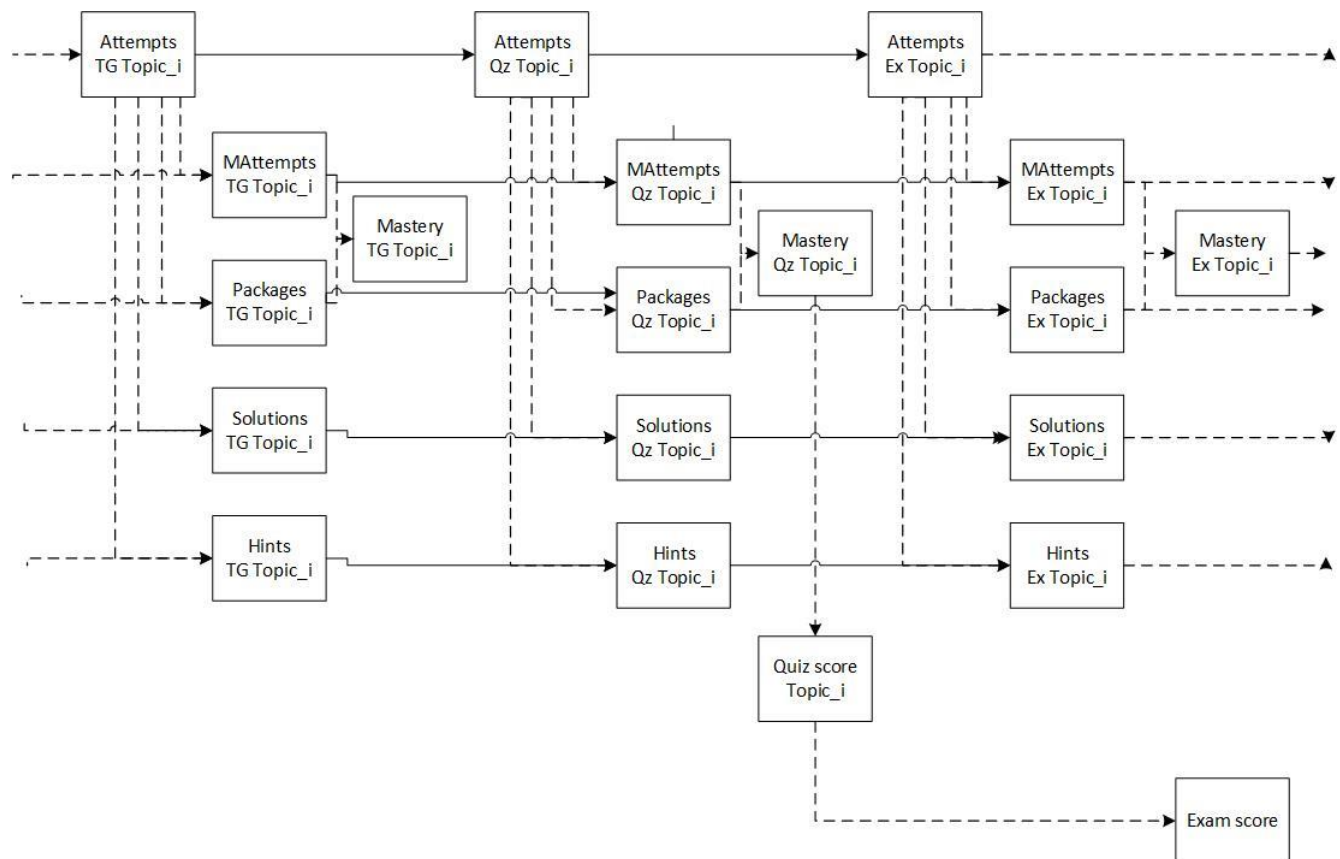 Attempts
TG Topic_i
Attempts
Qz Topic_i
Attempts
Ex Topic_i
MAttempts
TG Topic_i
MAttempts
Qz Topic_i
MAttempts
Ex Topic_i
Mastery
TG Topic_i
Mastery
Qz Topic_i
Mastery
Ex Topic_i
Packages
TG Topic_i
Packages
Qz Topic_i
Packages
Ex Topic_i
Solutions
TG Topic_i
Solutions
Qz Topic_i
Solutions
Ex Topic_i
Hints
TG Topic_i
Hints
Qz Topic_i
Hints
Ex Topic_i
Quiz score
Topic_i
Exam score